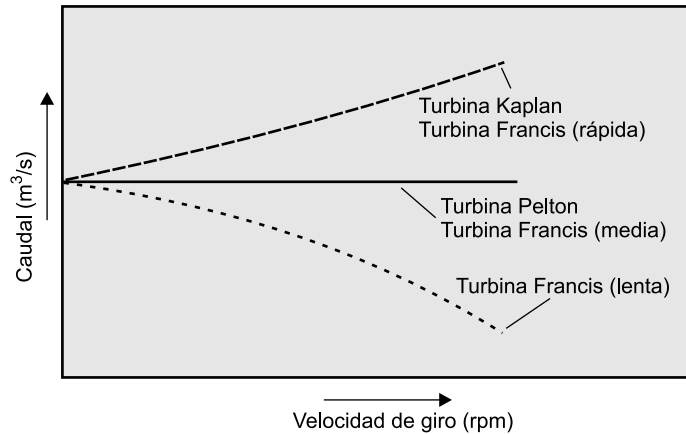 Turbina Kaplan
Turbina Francis (rápida)
Turbina Pelton
Turbina Francis (media)
Turbina Francis (lenta)
Caudal (m³/s)
Velocidad de giro (rpm)